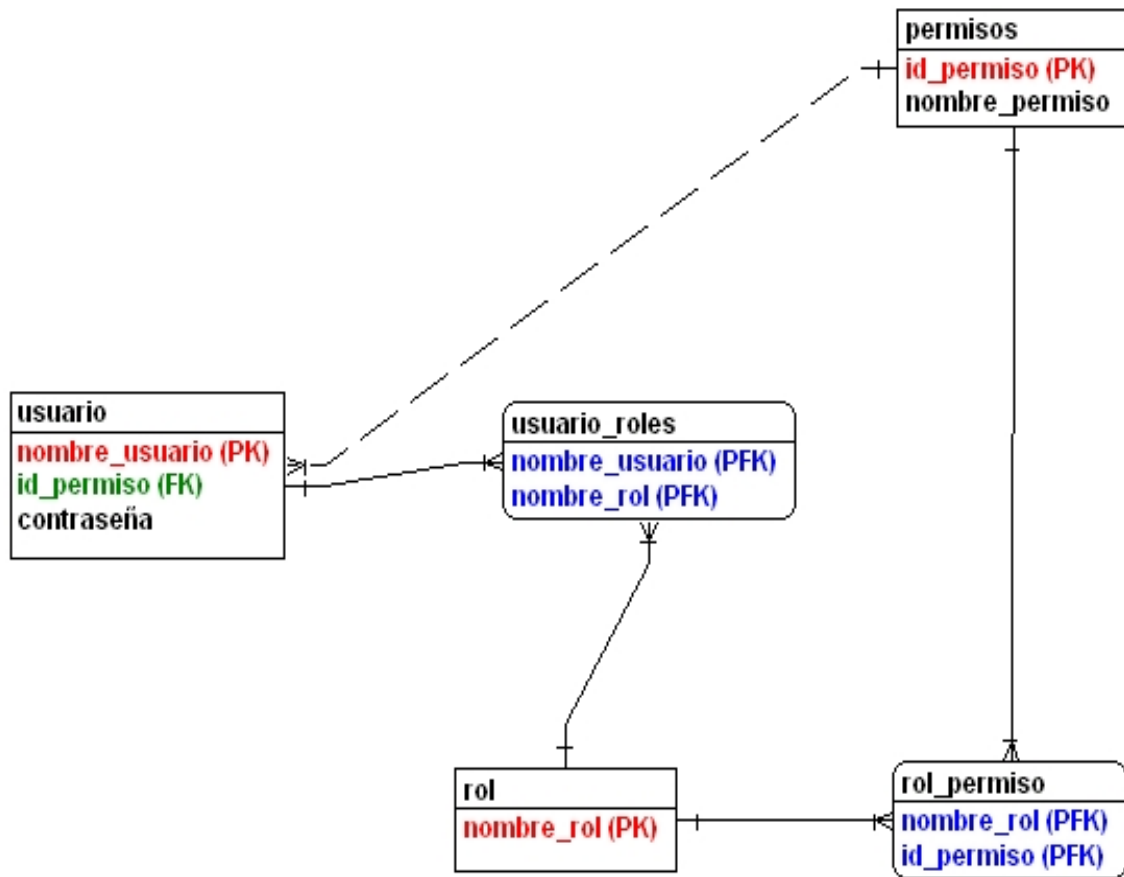 permisos
id_permiso (PK)
nombre_permiso
usuario
nombre_usuario (PK)
id_permiso (FK)
contraseña
usuario_roles
nombre_usuario (PFK)
nombre_rol (PFK)
rol
nombre_rol (PK)
rol_permiso
nombre_rol (PFK)
id_permiso (PFK)